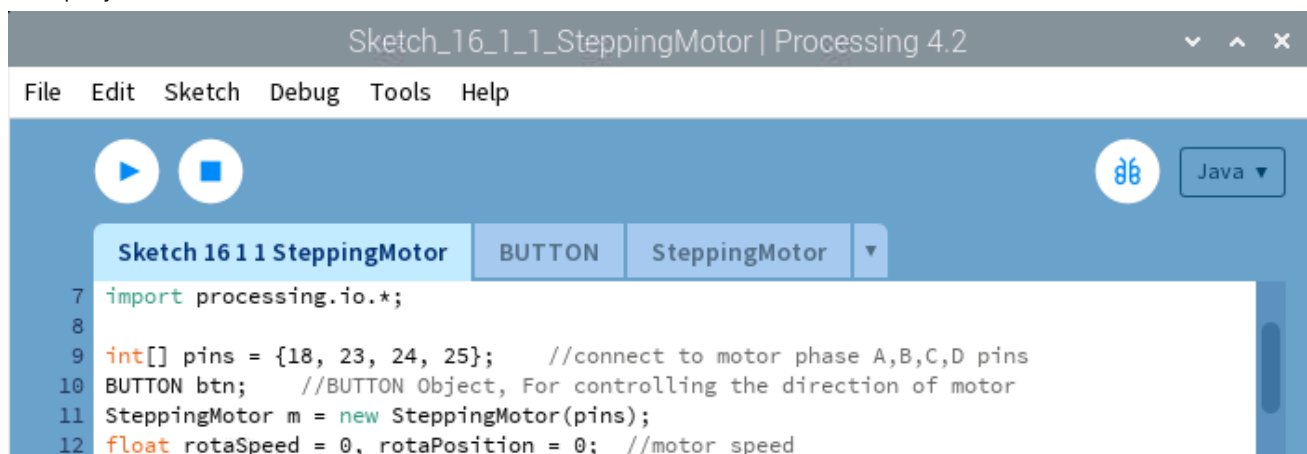 Sketch_16_1_1_SteppingMotor | Processing 4.2
File Edit Sketch Debug Tools Help
Java ▾
Sketch 16 1 1 SteppingMotor BUTTON SteppingMotor ▾
7 import processing.io.*;
8
9 int[] pins = {18, 23, 24, 25}; //connect to motor phase A,B,C,D pins
10 BUTTON btn; //BUTTON Object, For controlling the direction of motor
11 SteppingMotor m = new SteppingMotor(pins);
12 float rotaSpeed = 0, rotaPosition = 0; //motor speed